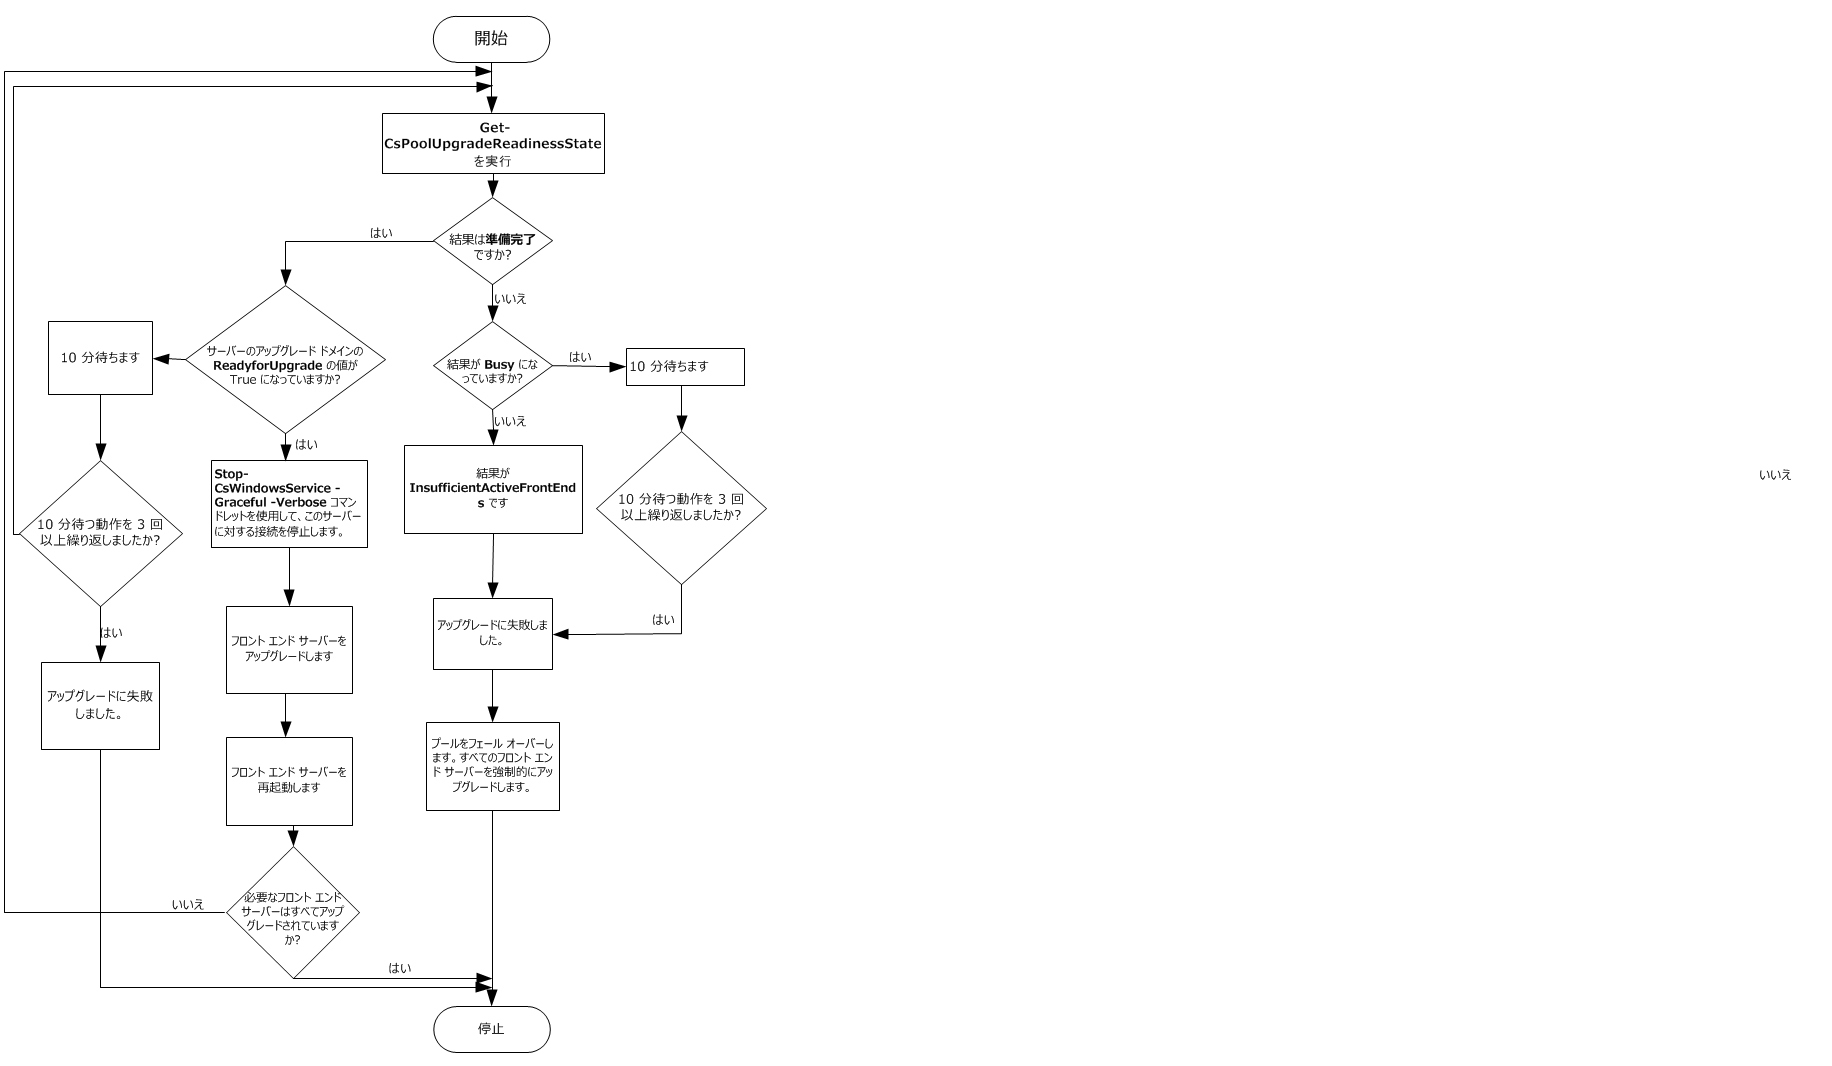 開始
Get-
CsPoolUpgradeReadinessState
を実行
結果は準備完了
ですか?
はい
いいえ
サーバーのアップグレード ドメインの
ReadyforUpgrade の値が
True になっていますか?
10 分待ちます
結果が Busy にな
っていますか?
はい
10 分待ちます
いいえ
はい
Stop-
CsWindowsService -
Graceful -Verbose コマン
ドレットを使用して、このサーバー
に対する接続を停止します。
結果が
InsufficientActiveFrontEnd
s です
10 分待つ動作を 3 回
以上繰り返しましたか?
いいえ
10 分待つ動作を 3 回
以上繰り返しましたか?
はい
アップグレードに失敗
しました。
フロント エンド サーバーを
アップグレードします
アップグレードに失敗しま
した。
はい
フロント エンド サーバーを
再起動します
プールをフェール オーバーし
ます。すべてのフロント エン
ド サーバーを強制的にアッ
プグレードします。
必要なフロント エンド
サーバーはすべてアップ
グレードされています
か?
いいえ
はい
停止